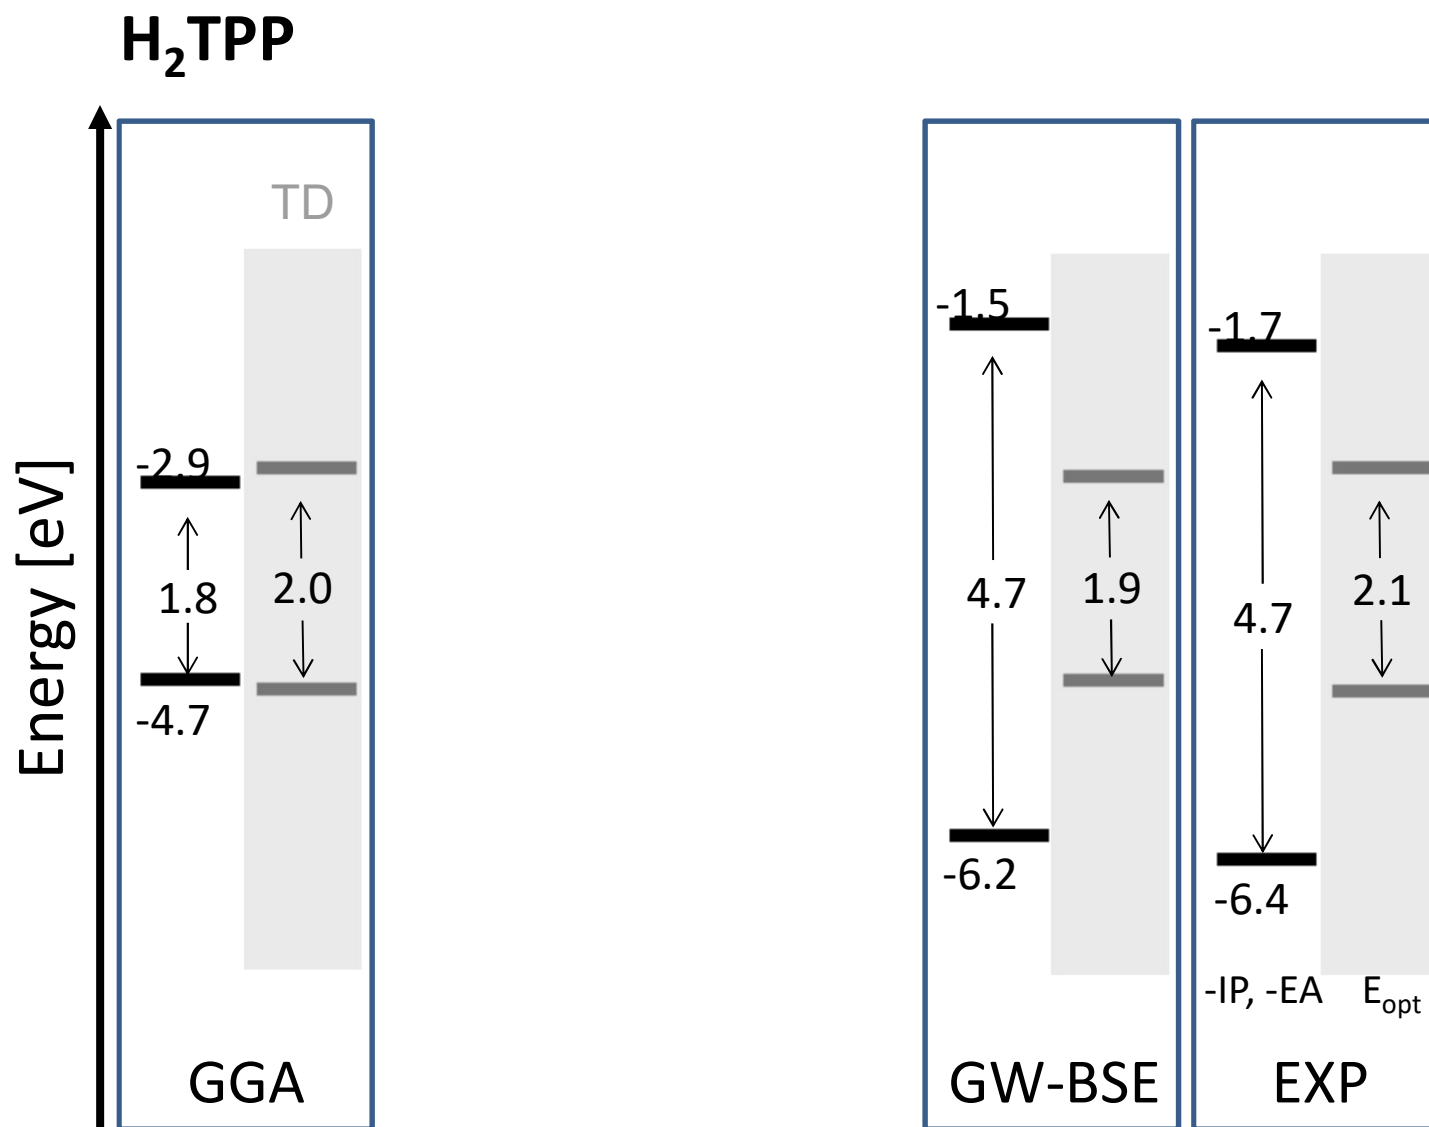 H₂TPP
Energy [eV]
TD
-2.9
1.8
2.0
-4.7
GGA
-1.5
4.7
1.9
-6.2
GW-BSE
-1.7
4.7
2.1
-6.4
-IP, -EA
Eopt
EXP